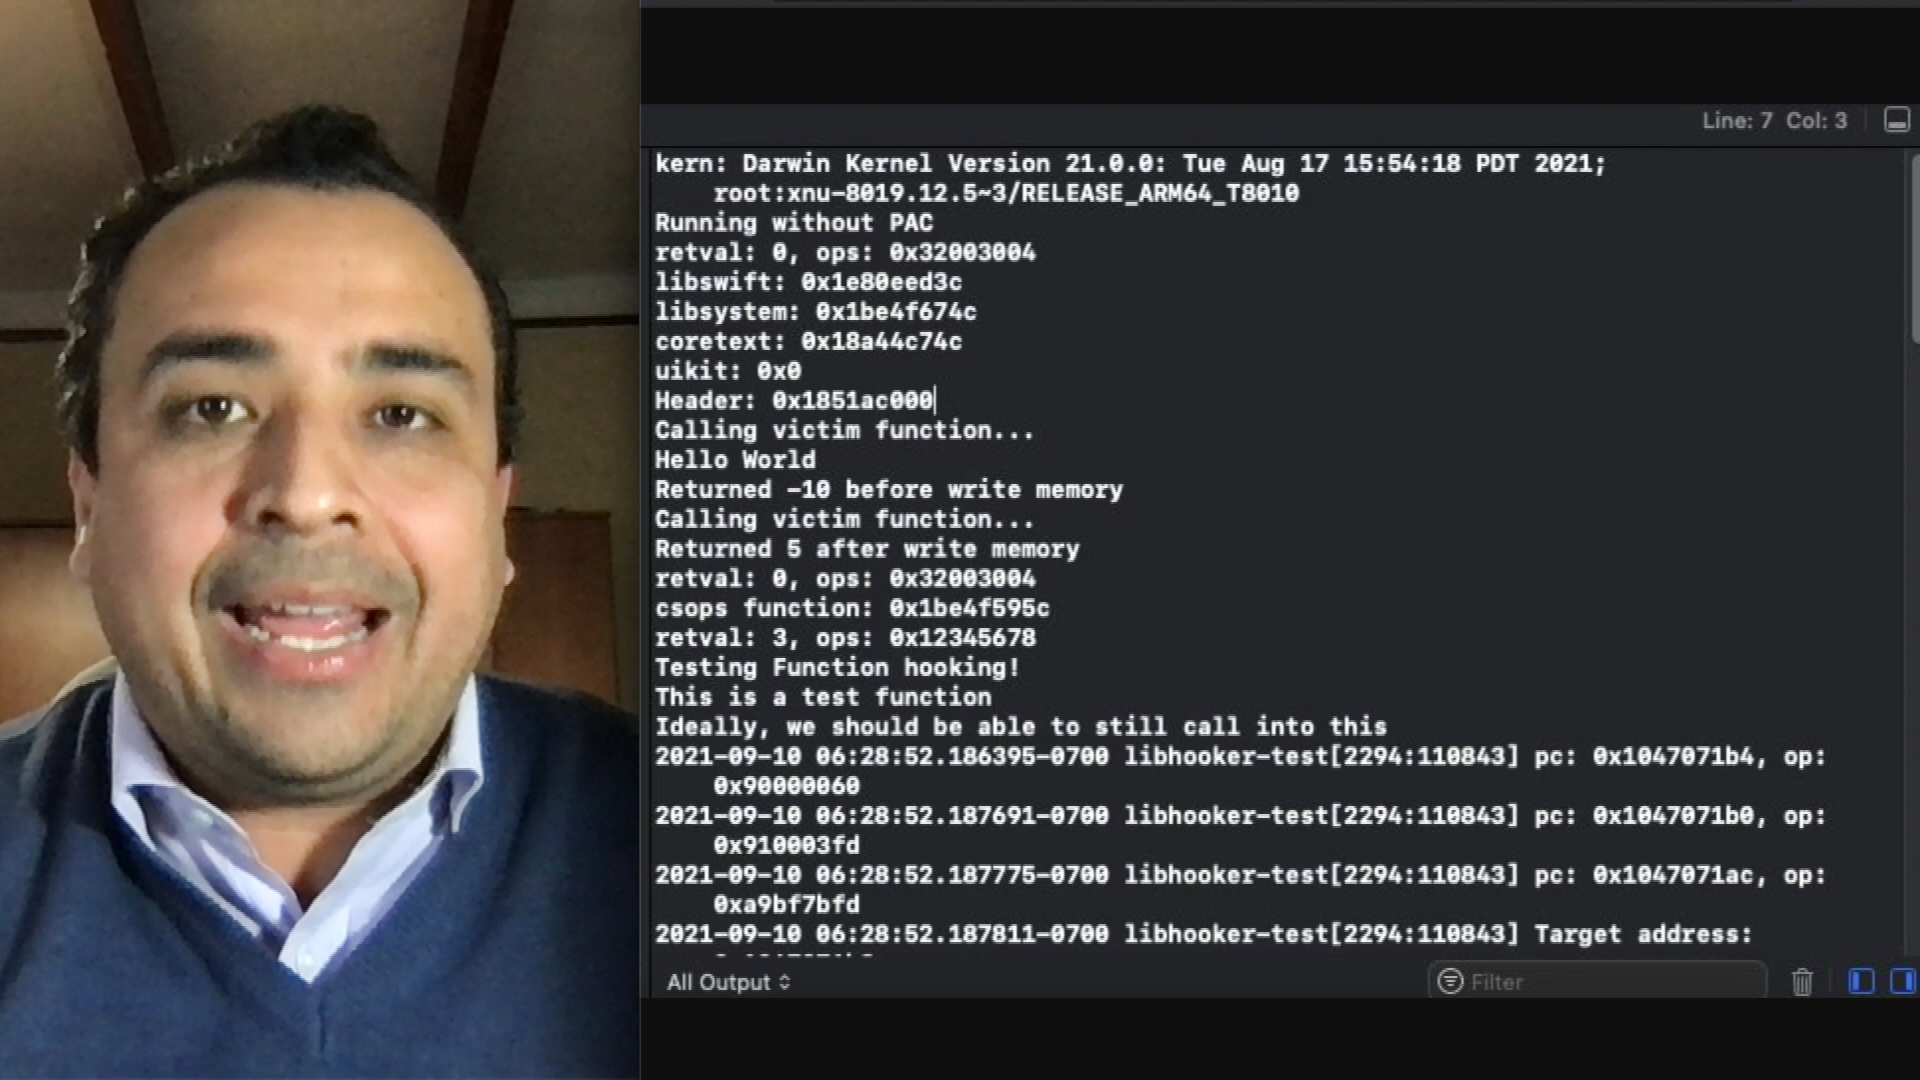 Line: 7 Col: 3
kern: Darwin Kernel Version 21.0.0: Tue Aug 17 15:54:18 PDT 2021;
root:xnu-8019.12.5~3/RELEASE_ARM64_T8010
Running without PAC
retval: 0, ops: 0x32003004
libswift: 0x1e80eed3c
libsystem: 0x1be4f674c
coretext: 0x18a44c74c
uikit: 0x0
Header: 0x1851ac000
Calling victim function...
Hello World
Returned -10 before write memory
Calling victim function...
Returned 5 after write memory
retval: 0, ops: 0x32003004
csops function: 0x1be4f595c
retval: 3, ops: 0x12345678
Testing Function hooking!
This is a test function
Ideally, we should be able to still call into this
2021-09-10 06:28:52.186395-0700 libhooker-test[2294:110843] pc: 0x1047071b4, op:
0x90000060
2021-09-10 06:28:52.187691-0700 libhooker-test[2294:110843] pc: 0x1047071b0, op:
0x910003fd
2021-09-10 06:28:52.187775-0700 libhooker-test[2294:110843] pc: 0x1047071ac, op:
0xa9bf7bfd
2021-09-10 06:28:52.187811-0700 libhooker-test[2294:110843] Target address:
All Output
Filter